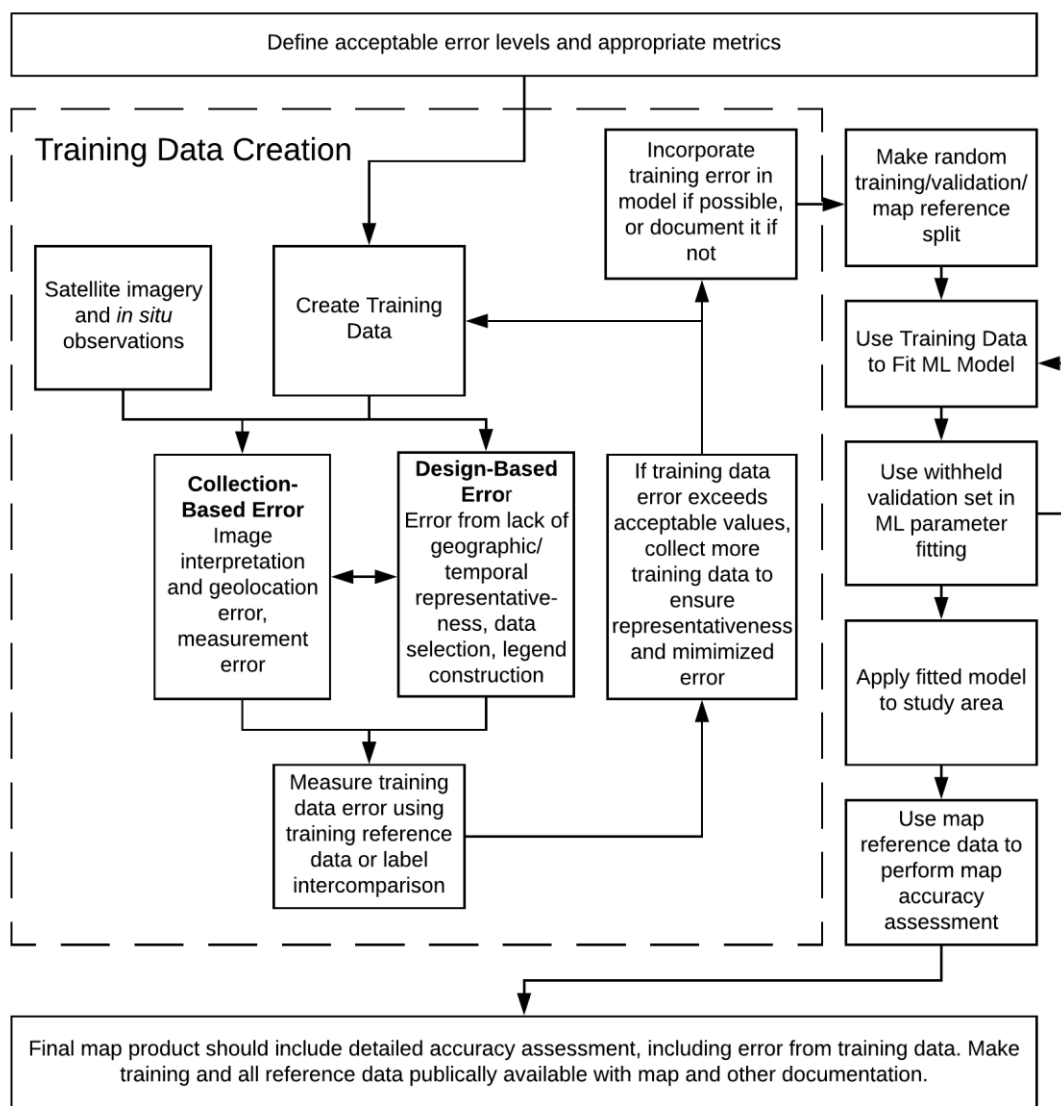 Define acceptable error levels and appropriate metrics
Training Data Creation
Satellite imagery
and in situ
observations
Create Training
Data
Collection-
Based Error
Image
interpretation
and geolocation
error,
measurement
error
Design-Based
Error
Error from lack of
geographic/
temporal
representative-
ness, data
selection, legend
construction
Measure training
data error using
training reference
data or label
intercomparison
If training data
error exceeds
acceptable values,
collect more
training data to
ensure
representativeness
and mimimized
error
Incorporate
training error in
model if possible,
or document it if
not
Make random
training/validation/
map reference
split
Use Training Data
to Fit ML Model
Use withheld
validation set in
ML parameter
fitting
Apply fitted model
to study area
Use map
reference data to
perform map
accuracy
assessment
Final map product should include detailed accuracy assessment, including error from training data. Make
training and all reference data publically available with map and other documentation.